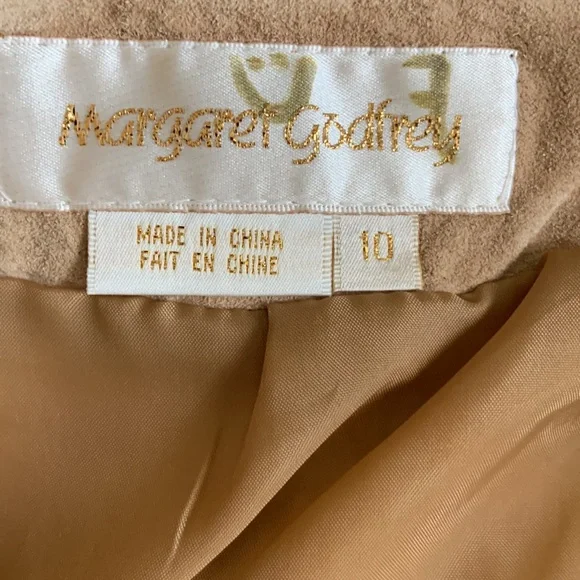 Margaret Godfrey
MADE IN CHINA
FAIT EN CHINE
10